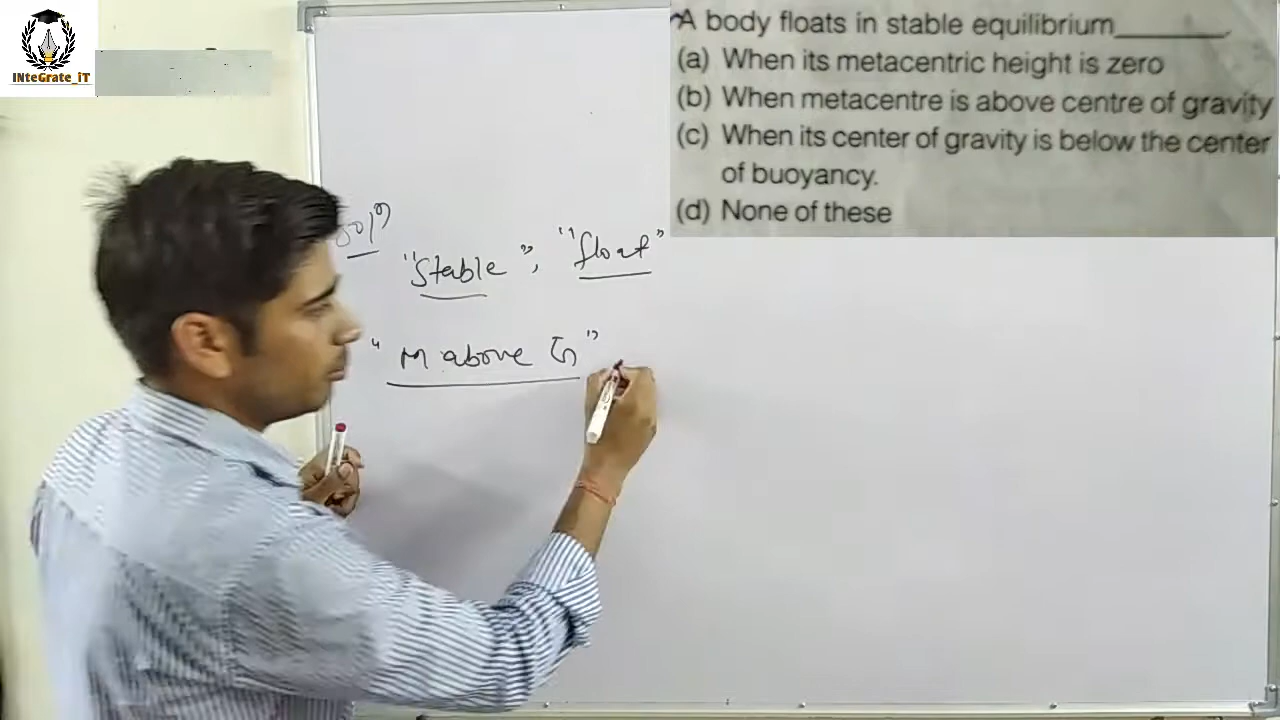 INteGrate_iT
A body floats in stable equilibrium________.
(a) When its metacentric height is zero
(b) When metacentre is above centre of gravity
(c) When its center of gravity is below the center
of buoyancy.
(d) None of these
Solⁿ
"Stable", "float"
"M above G"